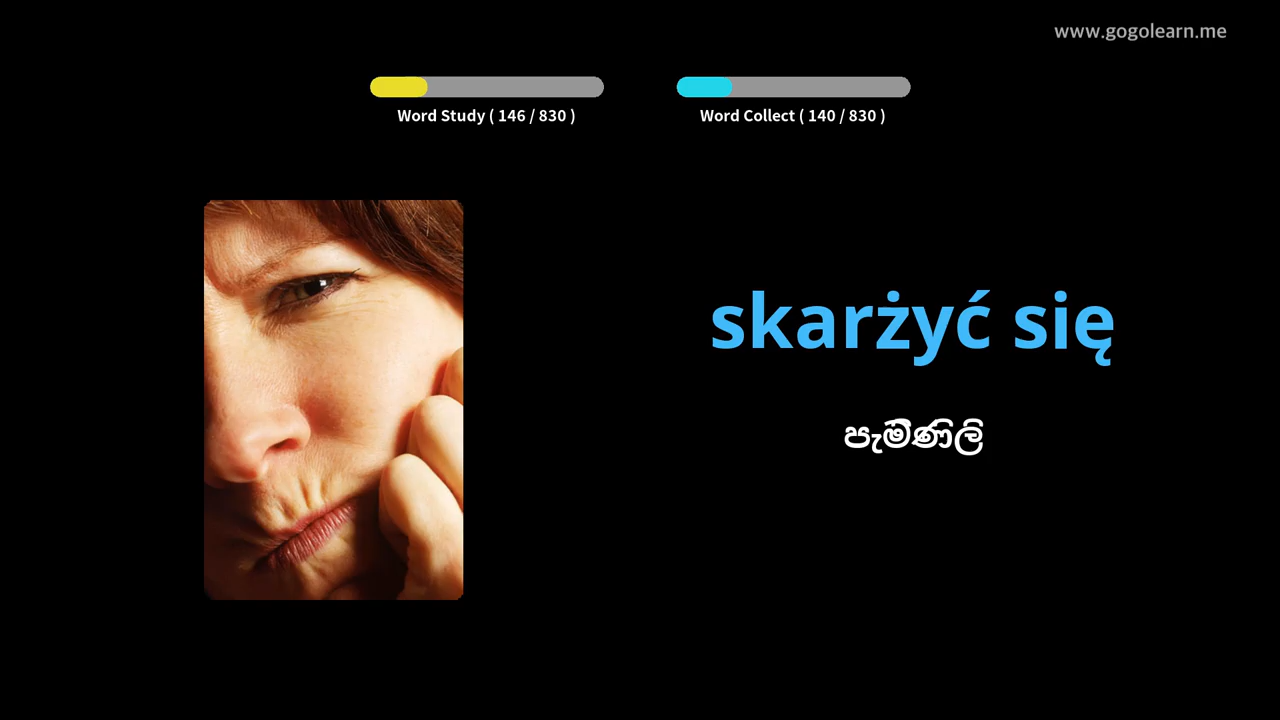 www.gogolearn.me
Word Study ( 146 / 830 )
Word Collect ( 140 / 830 )
skarżyć się
පැමිණිලි